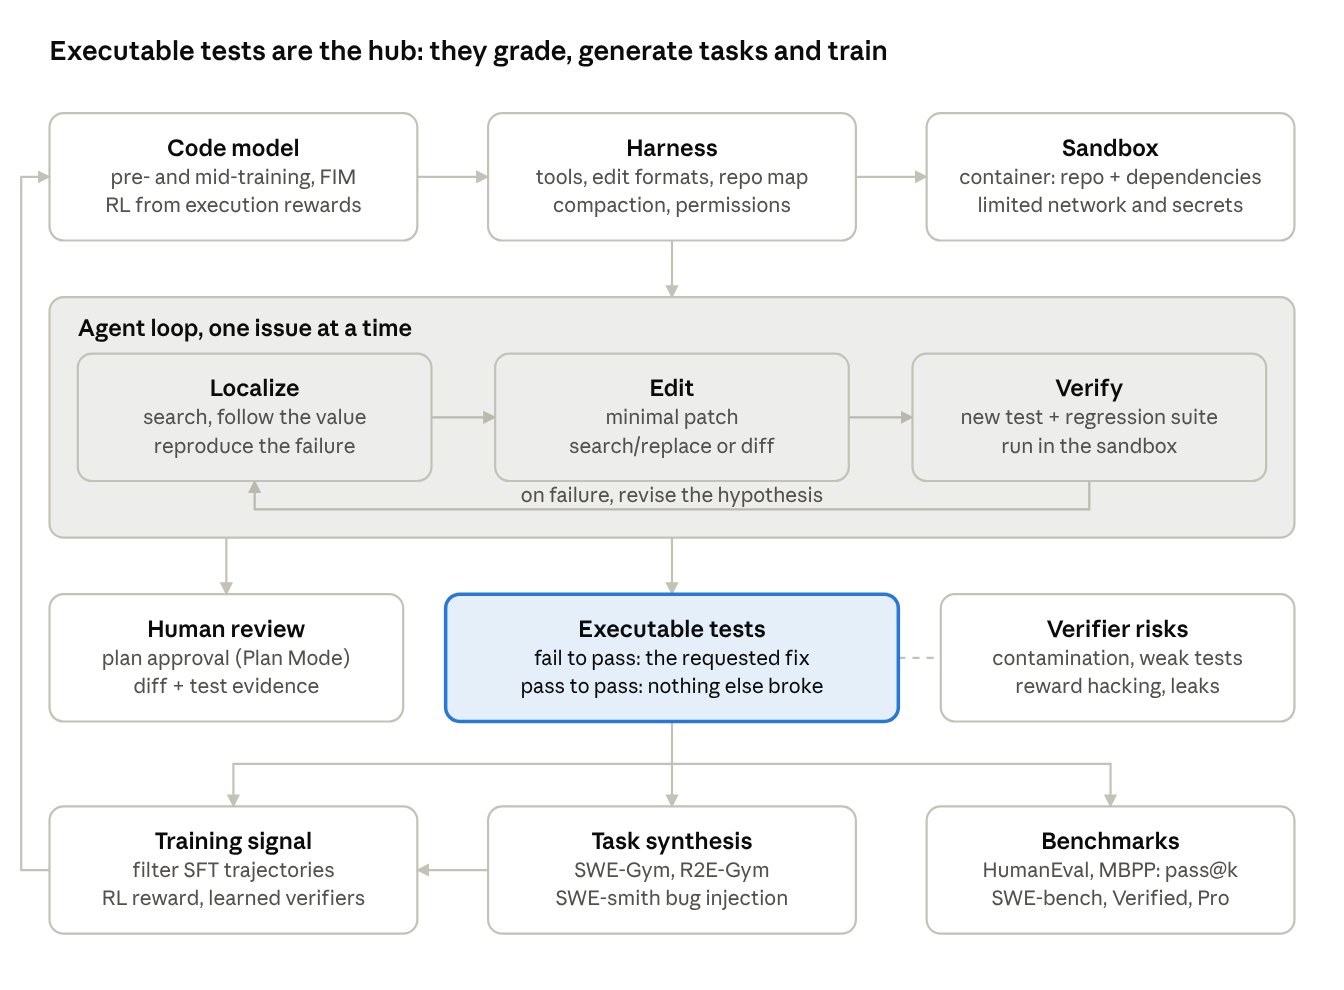 Executable tests are the hub: they grade, generate tasks and train
Code model
pre- and mid-training, FIM
RL from execution rewards
Harness
tools, edit formats, repo map
compaction, permissions
Sandbox
container: repo + dependencies
limited network and secrets
Agent loop, one issue at a time
Localize
search, follow the value
reproduce the failure
Edit
minimal patch
search/replace or diff
Verify
new test + regression suite
run in the sandbox
on failure, revise the hypothesis
Human review
plan approval (Plan Mode)
diff + test evidence
Executable tests
fail to pass: the requested fix
pass to pass: nothing else broke
Verifier risks
contamination, weak tests
reward hacking, leaks
Training signal
filter SFT trajectories
RL reward, learned verifiers
Task synthesis
SWE-Gym, R2E-Gym
SWE-smith bug injection
Benchmarks
HumanEval, MBPP: pass@k
SWE-bench, Verified, Pro